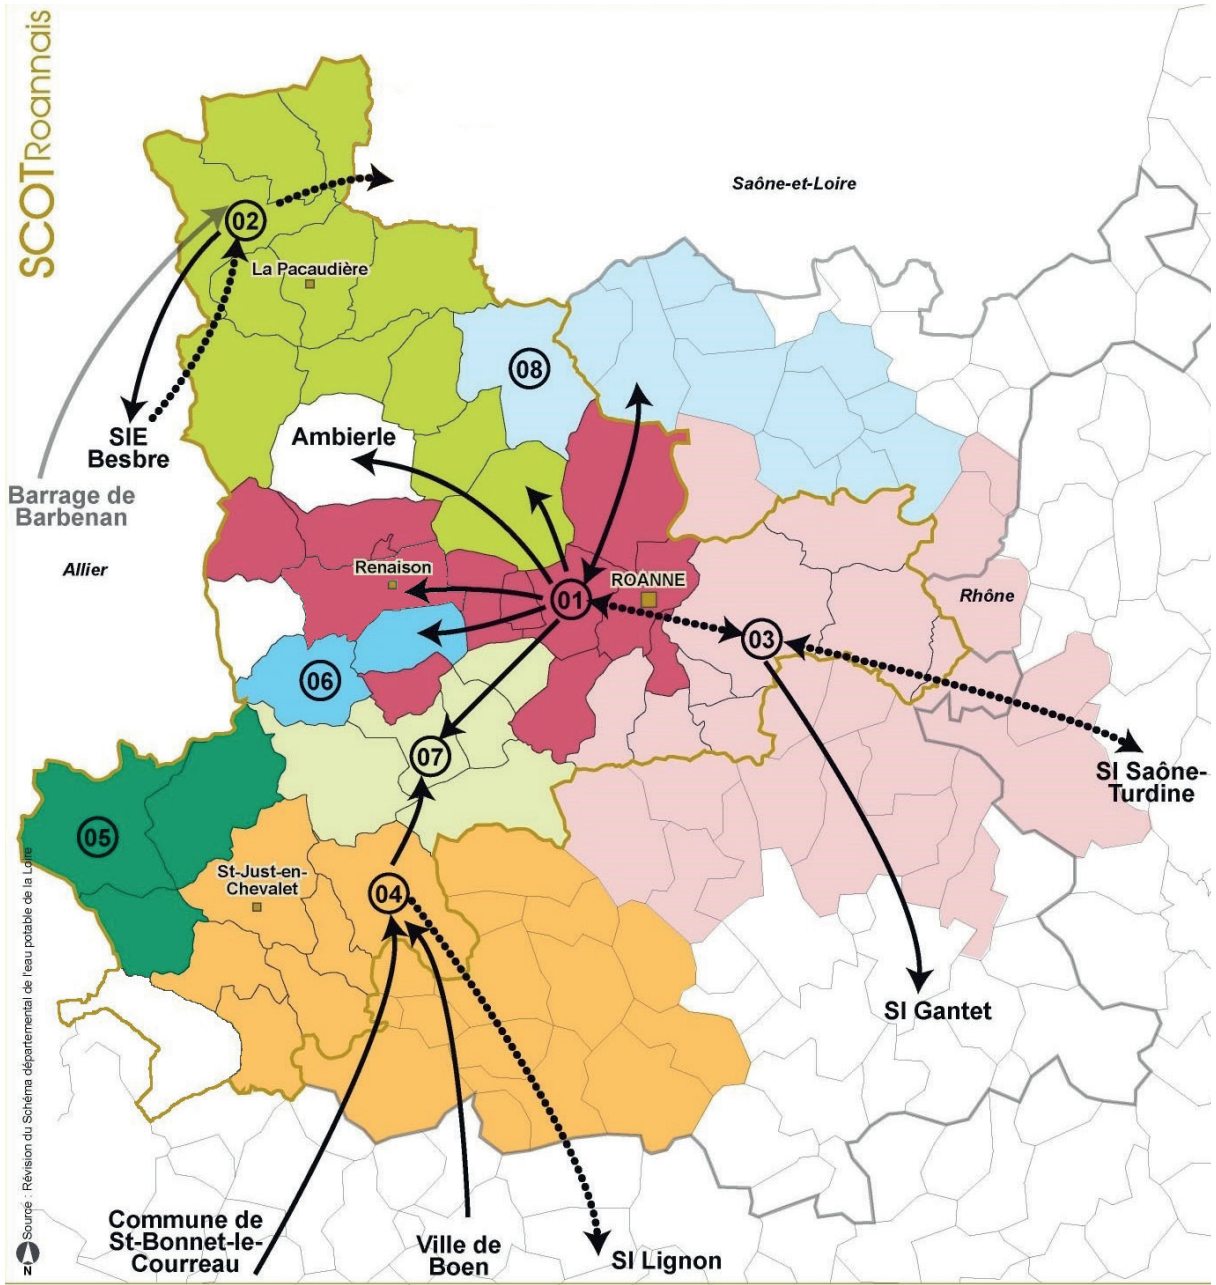 SCOTRoannais
Saône-et-Loire
02
La Pacaudière
08
Ambierle
SIE
Besbre
Barrage de
Barbenan
Allier
Renaison
ROANNE
01
Rhône
03
06
07
SI Saône-
Turdine
05
St-Just-en-
Chevalet
04
SI Gantet
Commune de
St-Bonnet-le-
Courreau
Ville de
Boen
SI Lignon
N
Source : Révision du Schéma départemental de l'eau potable de la Loire